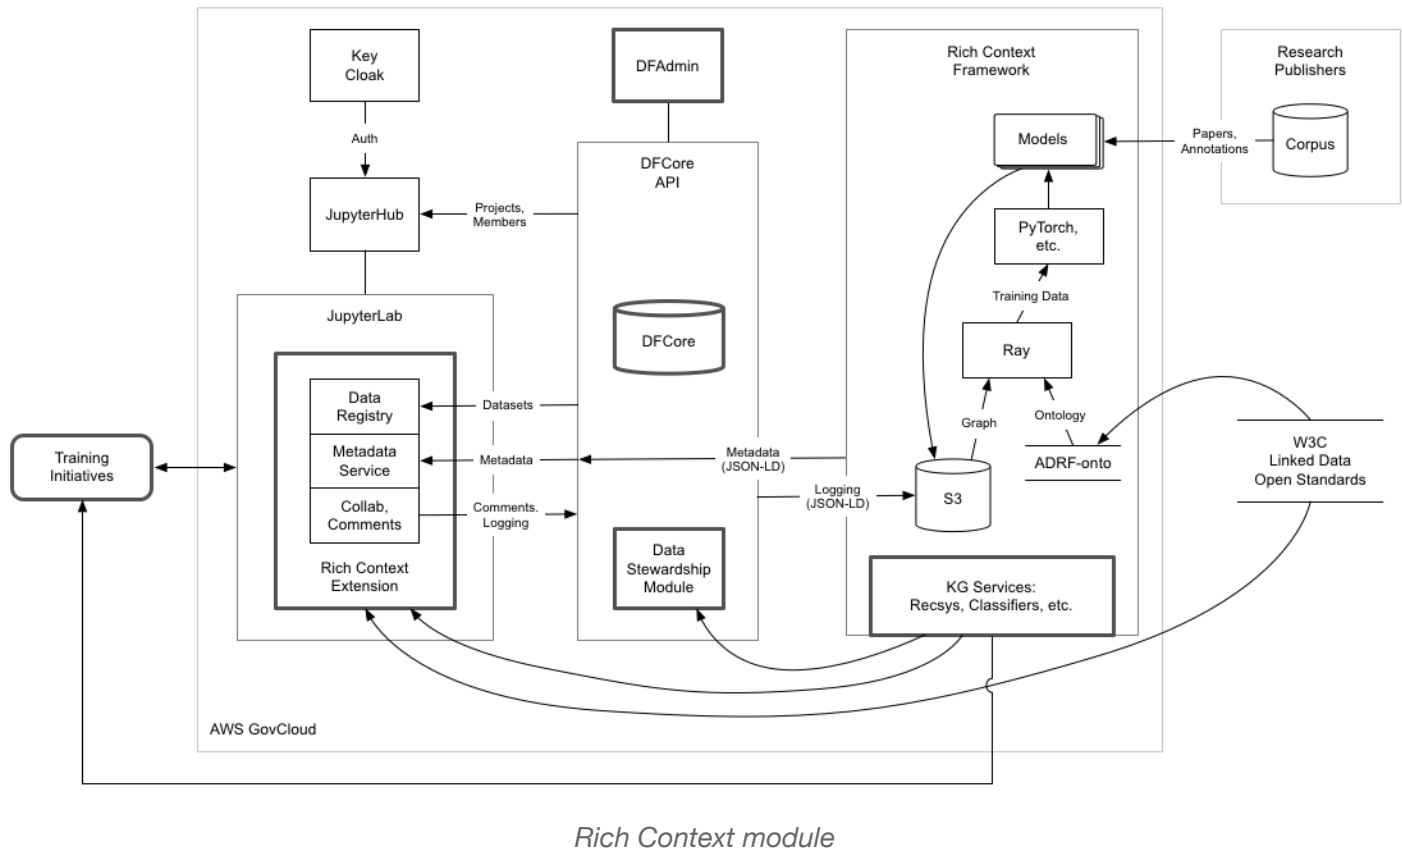 Key
Cloak
Auth
JupyterHub
JupyterLab
Data
Registry
Metadata
Service
Collab,
Comments
Rich Context
Extension
Training
Initiatives
AWS GovCloud
DFAdmin
DFCore
API
Projects,
Members
DFCore
Datasets
Metadata
Comments.
Logging
Data
Stewardship
Module
Metadata
(JSON-LD)
Logging
(JSON-LD)
Rich Context
Framework
Models
PyTorch,
etc.
Training Data
Ray
Graph
Ontology
ADRF-onto
S3
KG Services:
Recsys, Classifiers, etc.
Research
Publishers
Papers,
Annotations
Corpus
W3C
Linked Data
Open Standards
Rich Context module